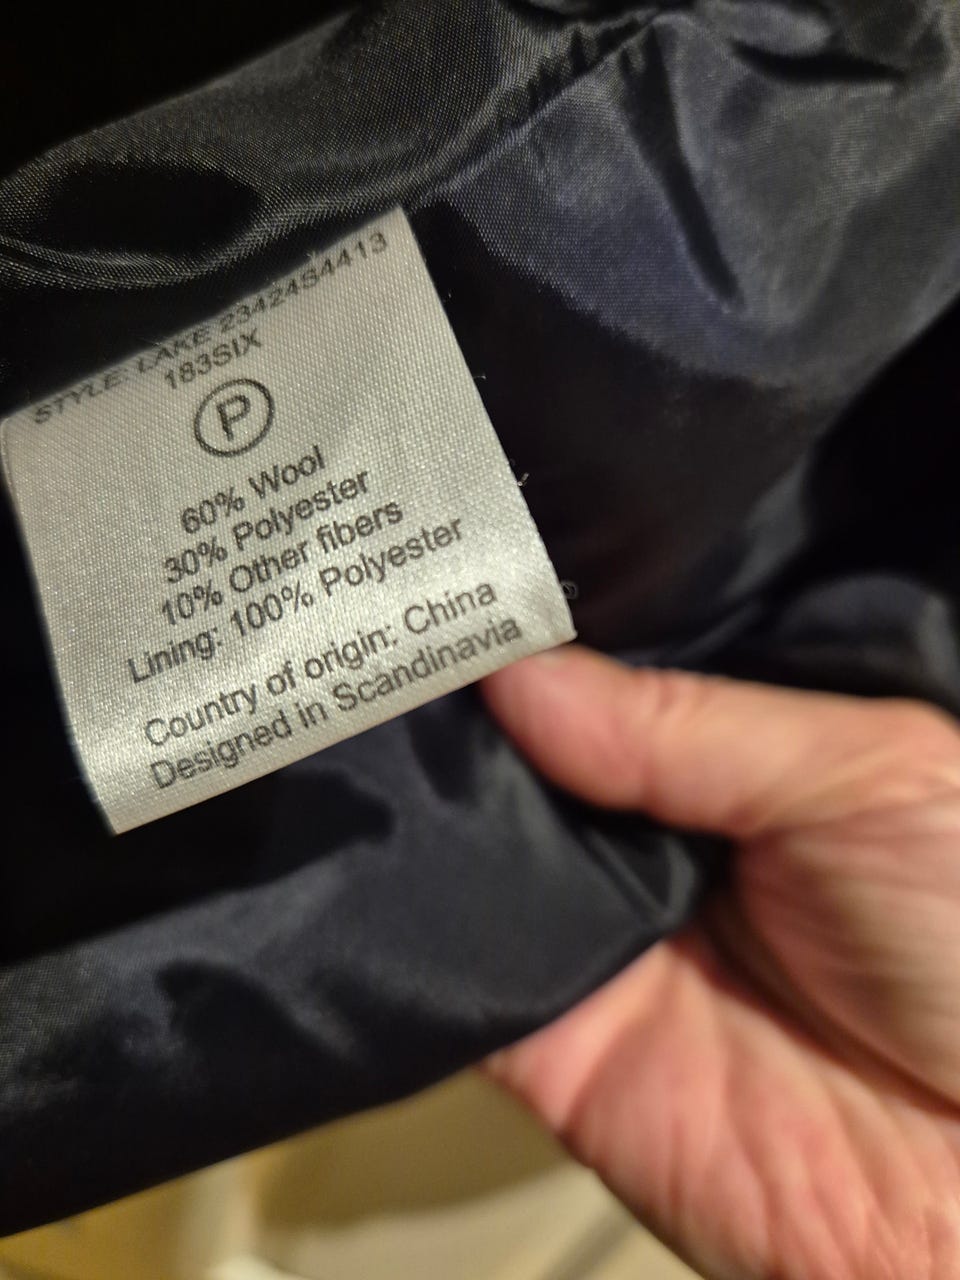 STYLE: LAKE 23424S4413
183SIX
P
60% Wool
30% Polyester
10% Other fibers
Lining: 100% Polyester
Country of origin: China
Designed in Scandinavia